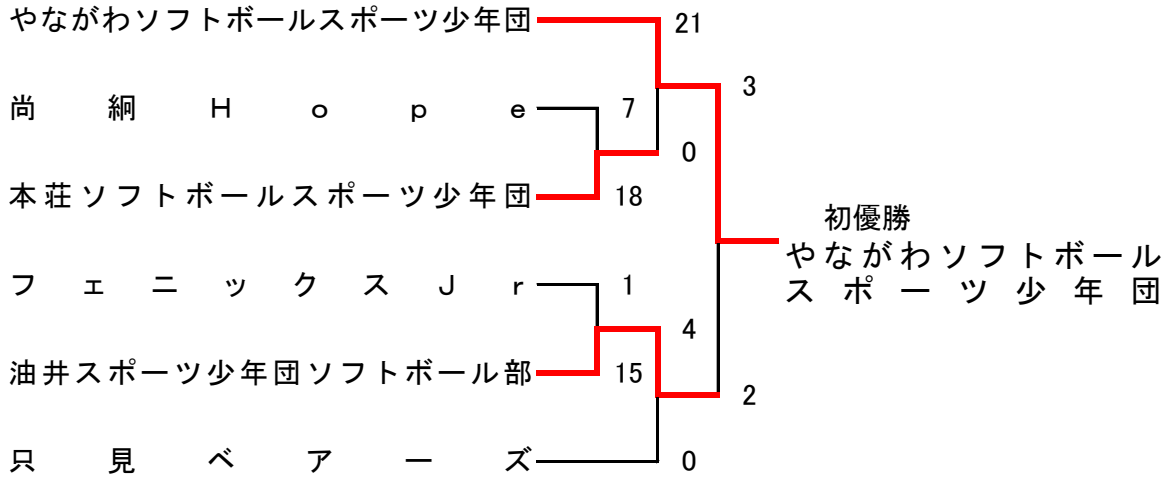 やながわソフトボールスポーツ少年団
21
3
尚絅Ｈｏｐｅ
7
0
本荘ソフトボールスポーツ少年団
18
初優勝
やながわソフトボール
スポーツ少年団
フェニックスＪｒ
1
4
油井スポーツ少年団ソフトボール部
15
2
只見ベアーズ
0